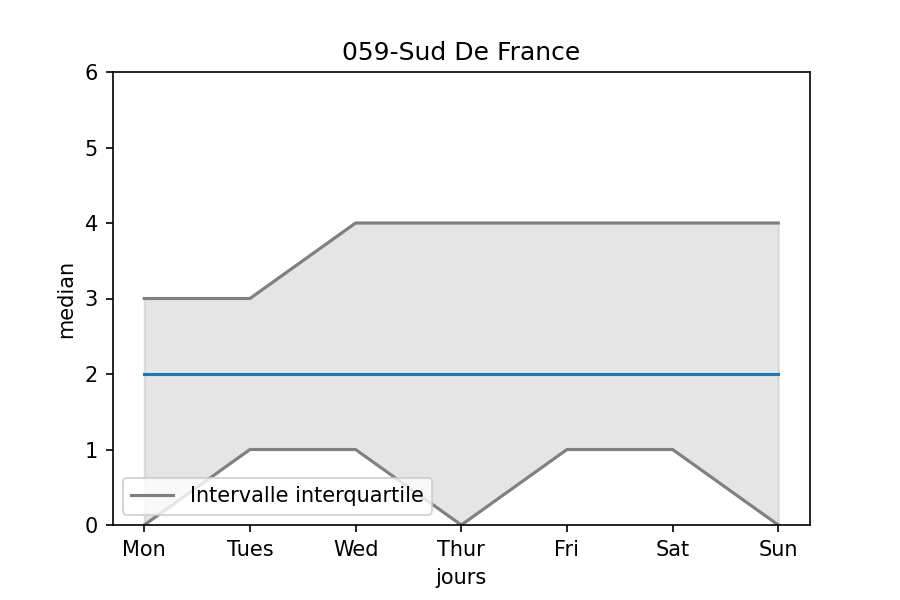 059-Sud De France
6
5
4
3
2
1
0
median
Intervalle interquartile
Mon Tues Wed Thur Fri Sat Sun
jours